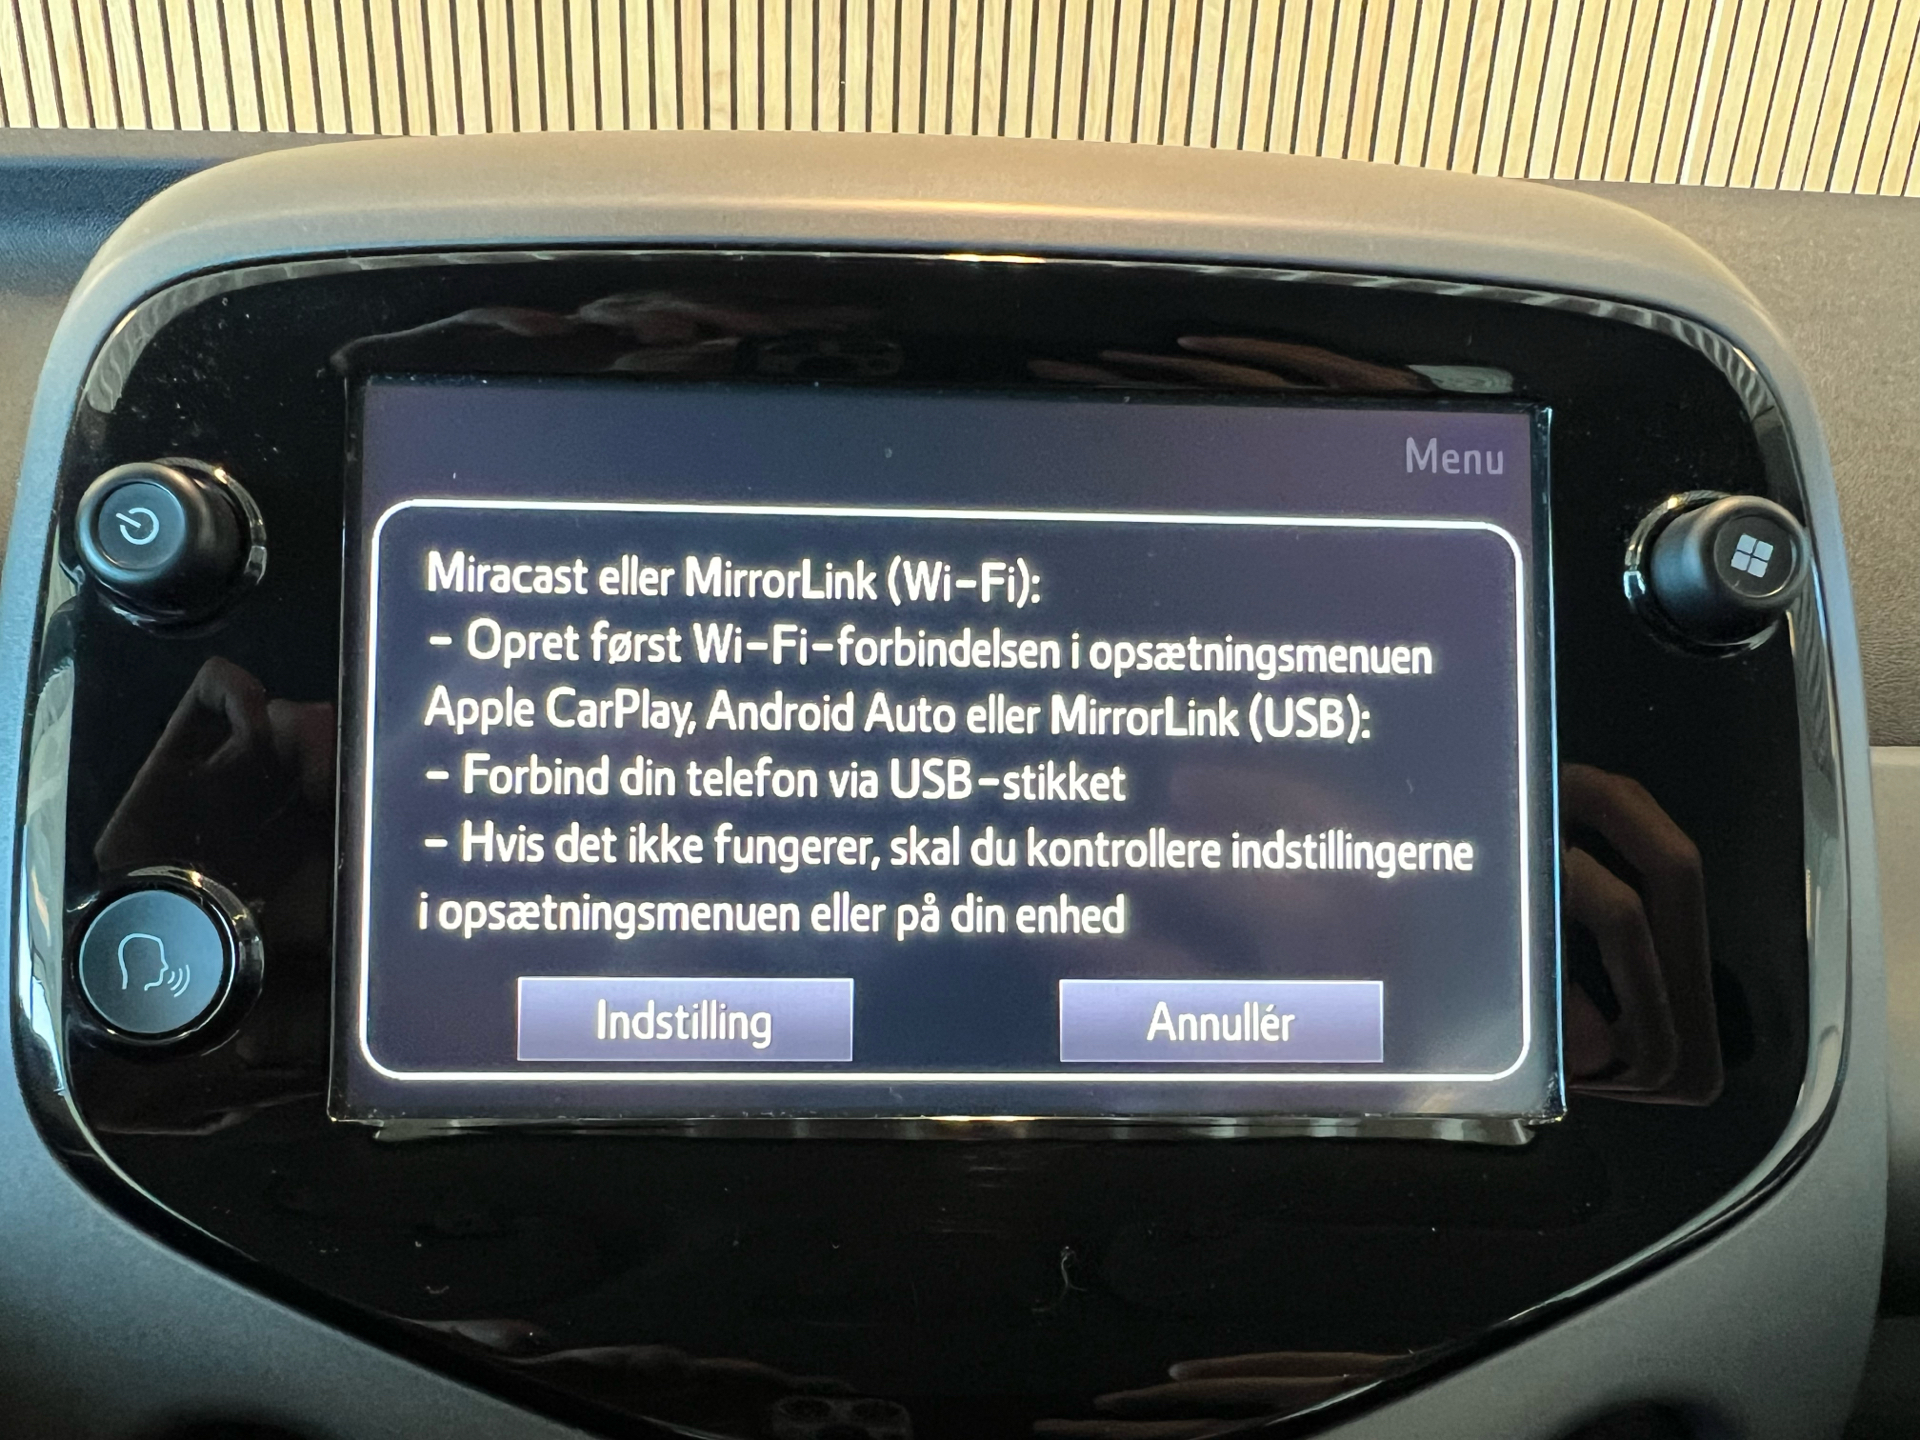 Menu
Miracast eller MirrorLink (Wi-Fi):
- Opret først Wi-Fi-forbindelsen i opsætningsmenuen
Apple CarPlay, Android Auto eller MirrorLink (USB):
- Forbind din telefon via USB-stikket
- Hvis det ikke fungerer, skal du kontrollere indstillingerne
i opsætningsmenuen eller på din enhed
Indstilling
Annullér